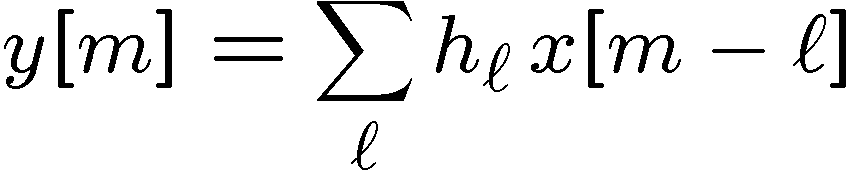 y[m] = \sum_{\ell} h_{\ell} x[m - \ell]